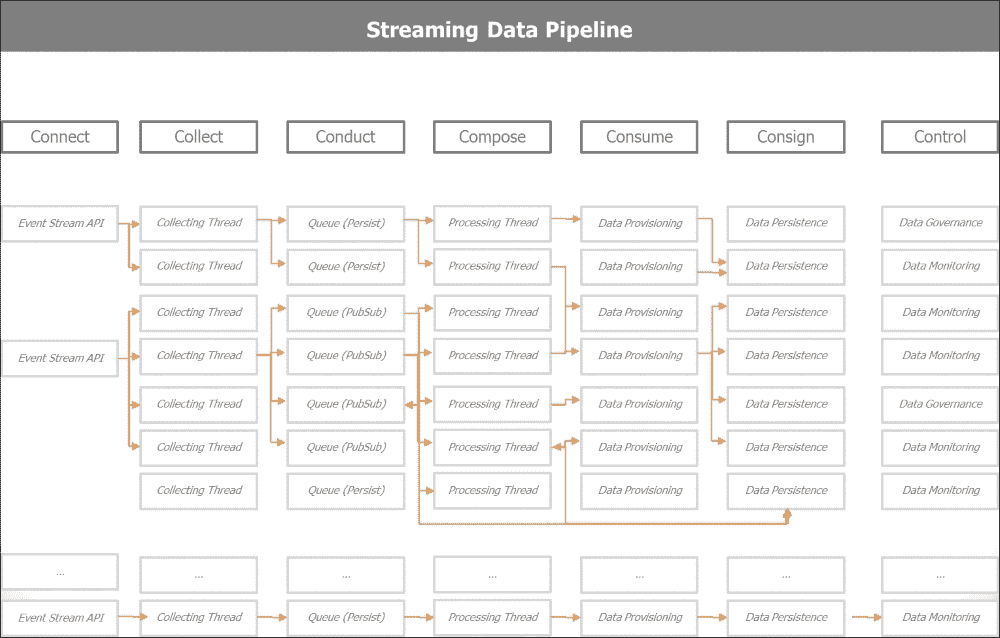 Streaming Data Pipeline
Connect Collect Conduct Compose Consume Consign Control
Event Stream API Collecting Thread Queue (Persist) Processing Thread Data Provisioning Data Persistence Data Governance
Collecting Thread Queue (Persist) Processing Thread Data Provisioning Data Persistence Data Monitoring
Collecting Thread Queue (PubSub) Processing Thread Data Provisioning Data Persistence Data Monitoring
Event Stream API Collecting Thread Queue (PubSub) Processing Thread Data Provisioning Data Persistence Data Monitoring
Collecting Thread Queue (PubSub) Processing Thread Data Provisioning Data Persistence Data Governance
Collecting Thread Queue (PubSub) Processing Thread Data Provisioning Data Persistence Data Monitoring
Collecting Thread Queue (Persist) Processing Thread Data Provisioning Data Persistence Data Monitoring
... ... ... ... ... ... ...
Event Stream API Collecting Thread Queue (Persist) Processing Thread Data Provisioning Data Persistence Data Monitoring